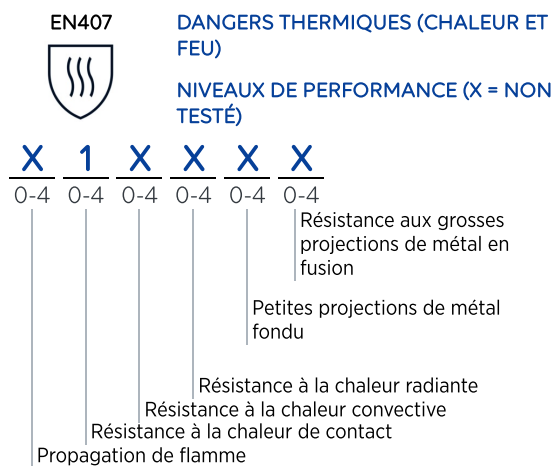 EN407
DANGERS THERMIQUES (CHALEUR ET
FEU)
NIVEAUX DE PERFORMANCE (X = NON
TESTÉ)
X 1 X X X X
0-4 0-4 0-4 0-4 0-4 0-4
Résistance aux grosses
projections de métal en
fusion
Petites projections de métal
fondu
Résistance à la chaleur radiante
Résistance à la chaleur convective
Résistance à la chaleur de contact
Propagation de flamme